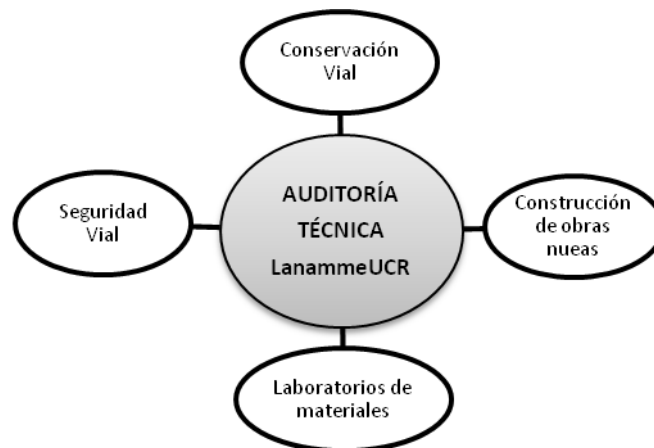 Conservación
Vial
AUDITORÍA
TÉCNICA
LanammeUCR
Seguridad
Vial
Construcción
de obras
nueas
Laboratorios de
materiales